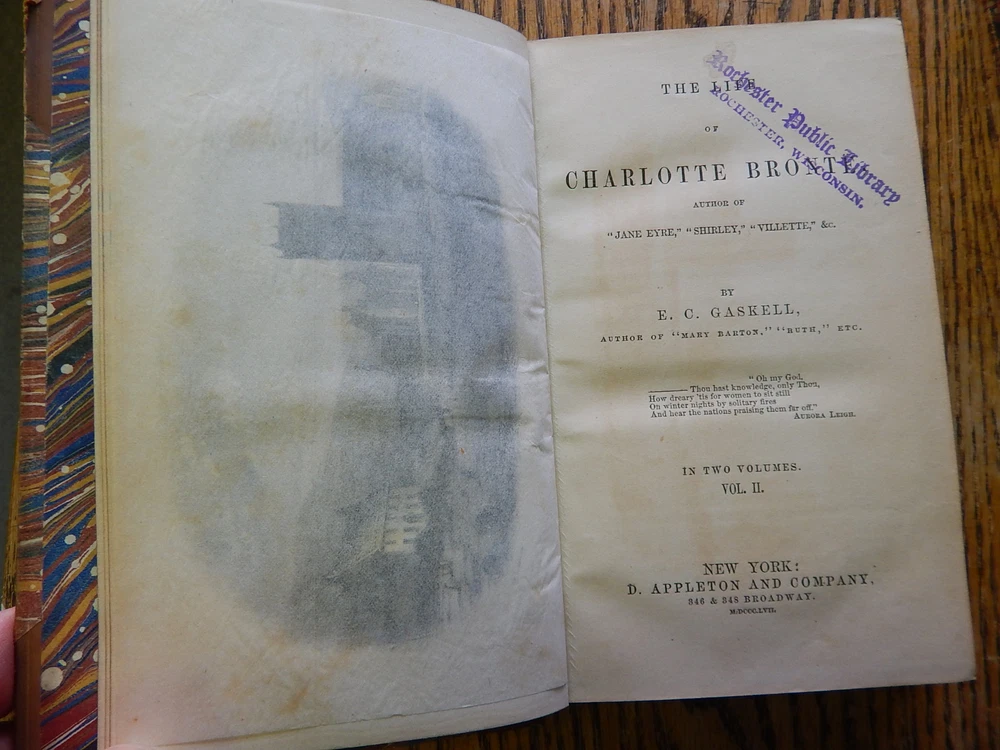 THE LIFE
OF
CHARLOTTE BRONTE
AUTHOR OF
"JANE EYRE," "SHIRLEY," "VILLETTE," &c.
BY
E. C. GASKELL,
AUTHOR OF "MARY BARTON," "RUTH," ETC.
"Oh my God,
——— Thou hast knowledge, only Thou,
How dreary 'tis for women to sit still
On winter nights by solitary fires
And hear the nations praising them far off."
AURORA LEIGH.
IN TWO VOLUMES.
VOL. II.
NEW YORK:
D. APPLETON AND COMPANY,
346 & 348 BROADWAY.
M.DCCC.LVII.
Rochester Public Library
ROCHESTER, WISCONSIN.